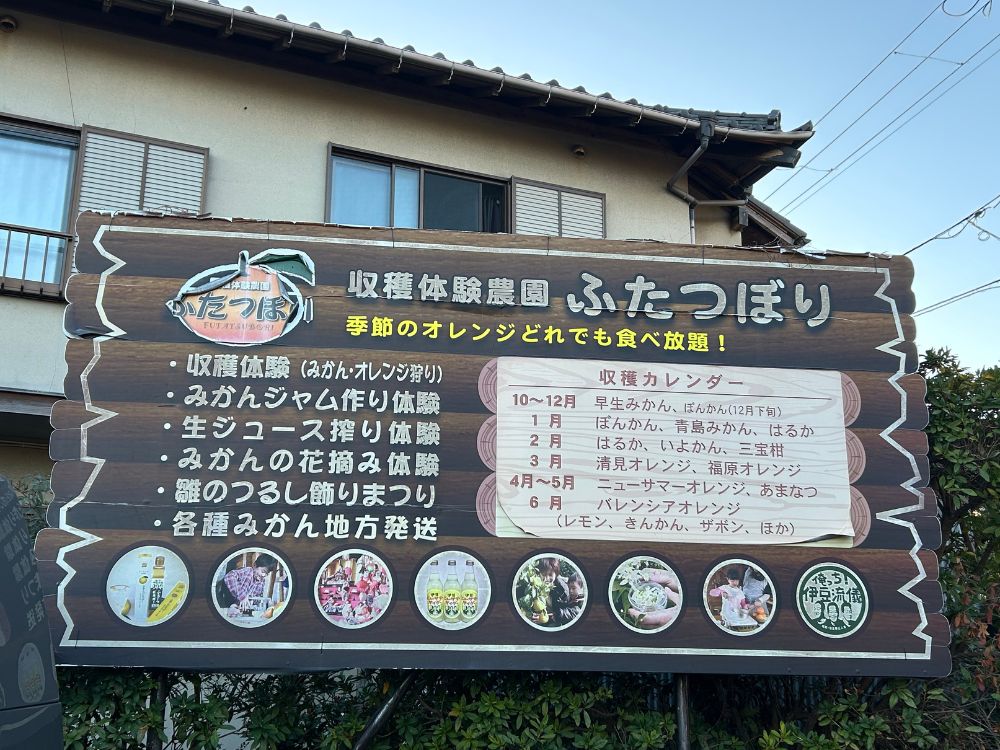 体験農園
ふたつぼり
FUTATSUBORI
収穫体験農園 ふたつぼり
季節のオレンジどれでも食べ放題！
・収穫体験（みかん・オレンジ狩り）
・みかんジャム作り体験
・生ジュース搾り体験
・みかんの花摘み体験
・雛のつるし飾りまつり
・各種みかん地方発送
収穫カレンダー
10〜12月 早生みかん、ぽんかん(12月下旬)
1 月 ぽんかん、青島みかん、はるか
2 月 はるか、いよかん、三宝柑
3 月 清見オレンジ、福原オレンジ
4月〜5月 ニューサマーオレンジ、あまなつ
6 月 バレンシアオレンジ
（レモン、きんかん、ザボン、ほか）
俺っち!
伊豆流儀